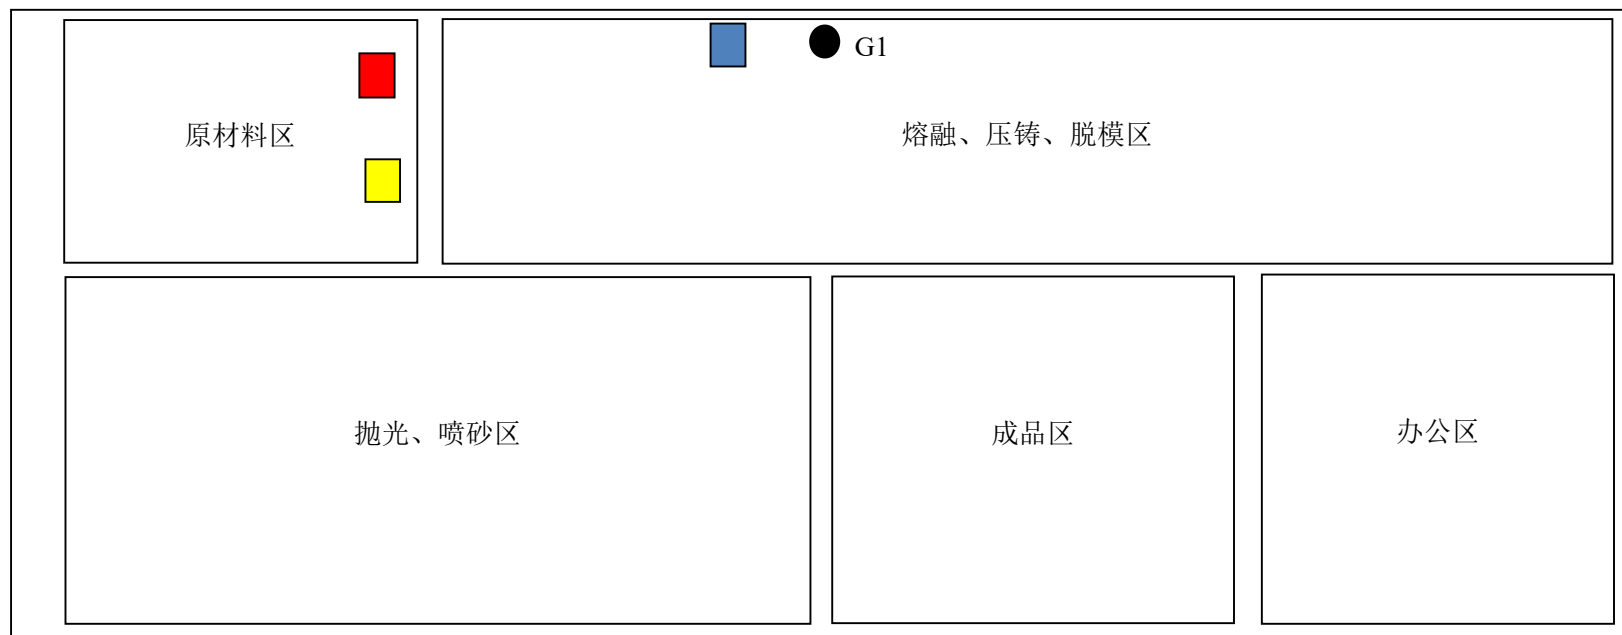 G1
原材料区
熔融、压铸、脱模区
抛光、喷砂区
成品区
办公区